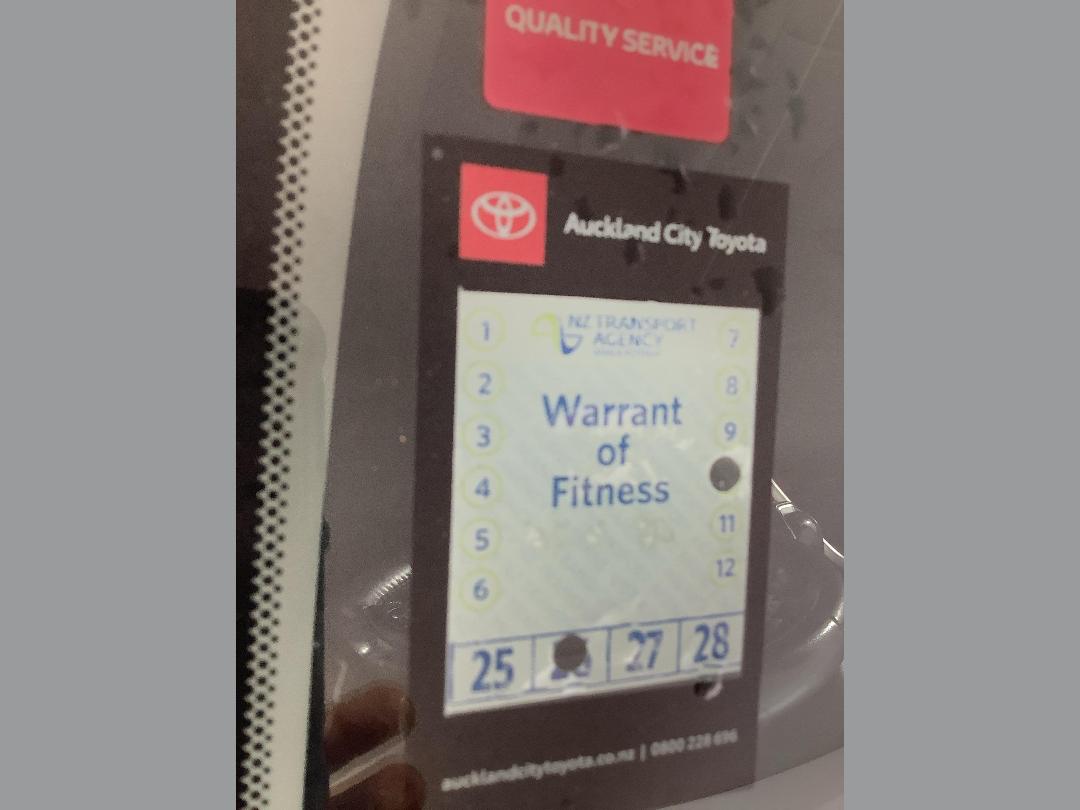 QUALITY SERVICE
Auckland City Toyota
NZ TRANSPORT
AGENCY
Warrant
of
Fitness
1
2
3
4
5
6
7
8
9
11
12
25 27 28
aucklandcitytoyota.co.nz | 0800 228 696